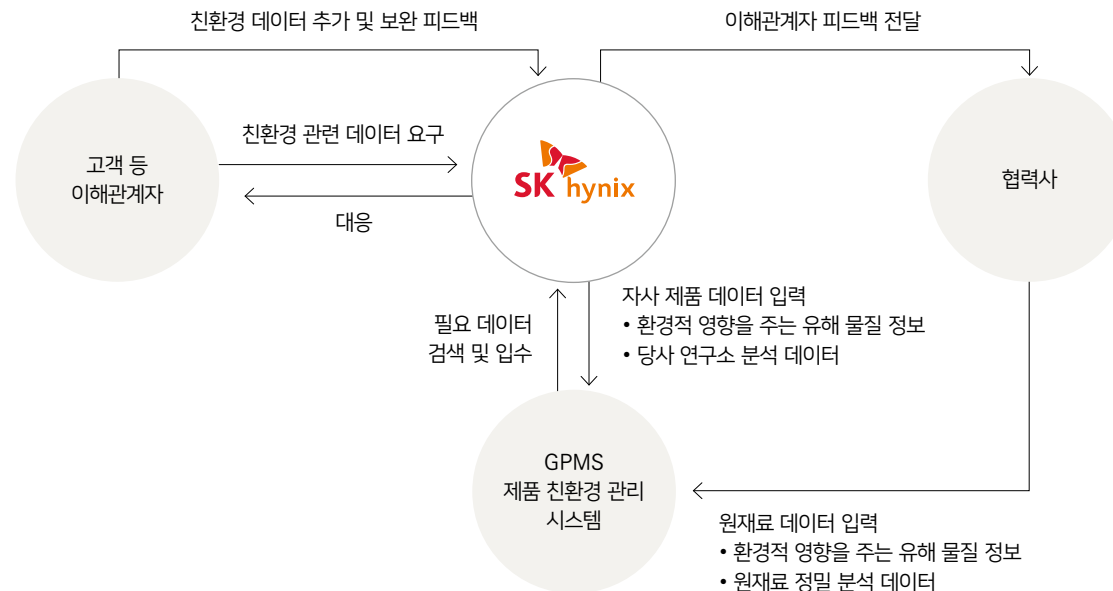 친환경 데이터 추가 및 보완 피드백
이해관계자 피드백 전달
친환경 관련 데이터 요구
고객 등
이해관계자
SK hynix
협력사
대응
자사 제품 데이터 입력
• 환경적 영향을 주는 유해 물질 정보
• 당사 연구소 분석 데이터
필요 데이터
검색 및 입수
GPMS
제품 친환경 관리
시스템
원재료 데이터 입력
• 환경적 영향을 주는 유해 물질 정보
• 원재료 정밀 분석 데이터